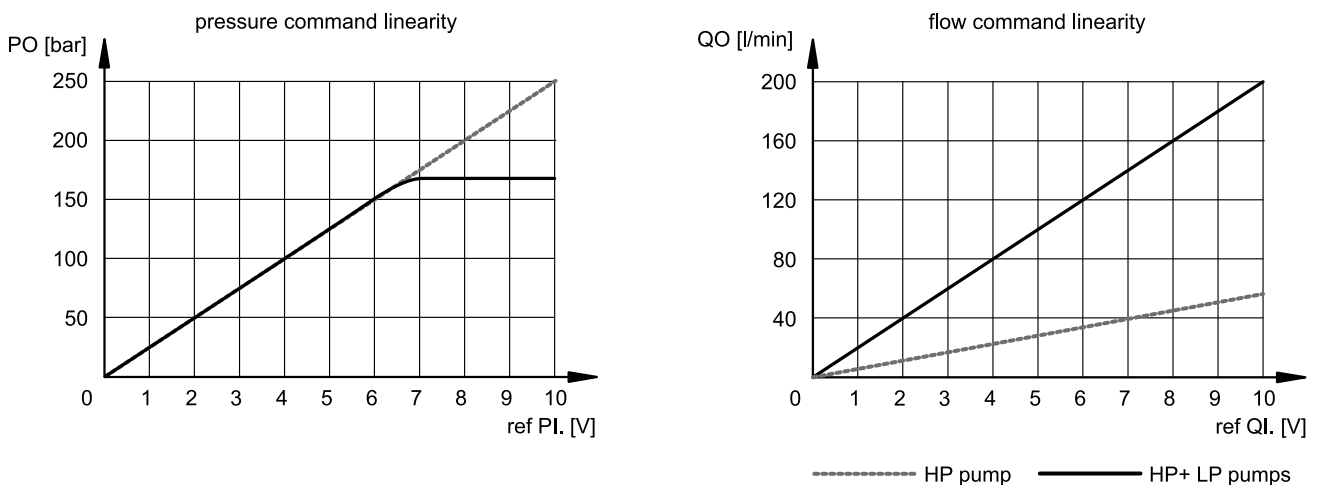 pressure command linearity
PO [bar]
250
200
150
100
50
0 1 2 3 4 5 6 7 8 9 10
ref PI. [V]
flow command linearity
QO [l/min]
200
160
120
80
40
0 1 2 3 4 5 6 7 8 9 10
ref QI. [V]
HP pump HP+ LP pumps